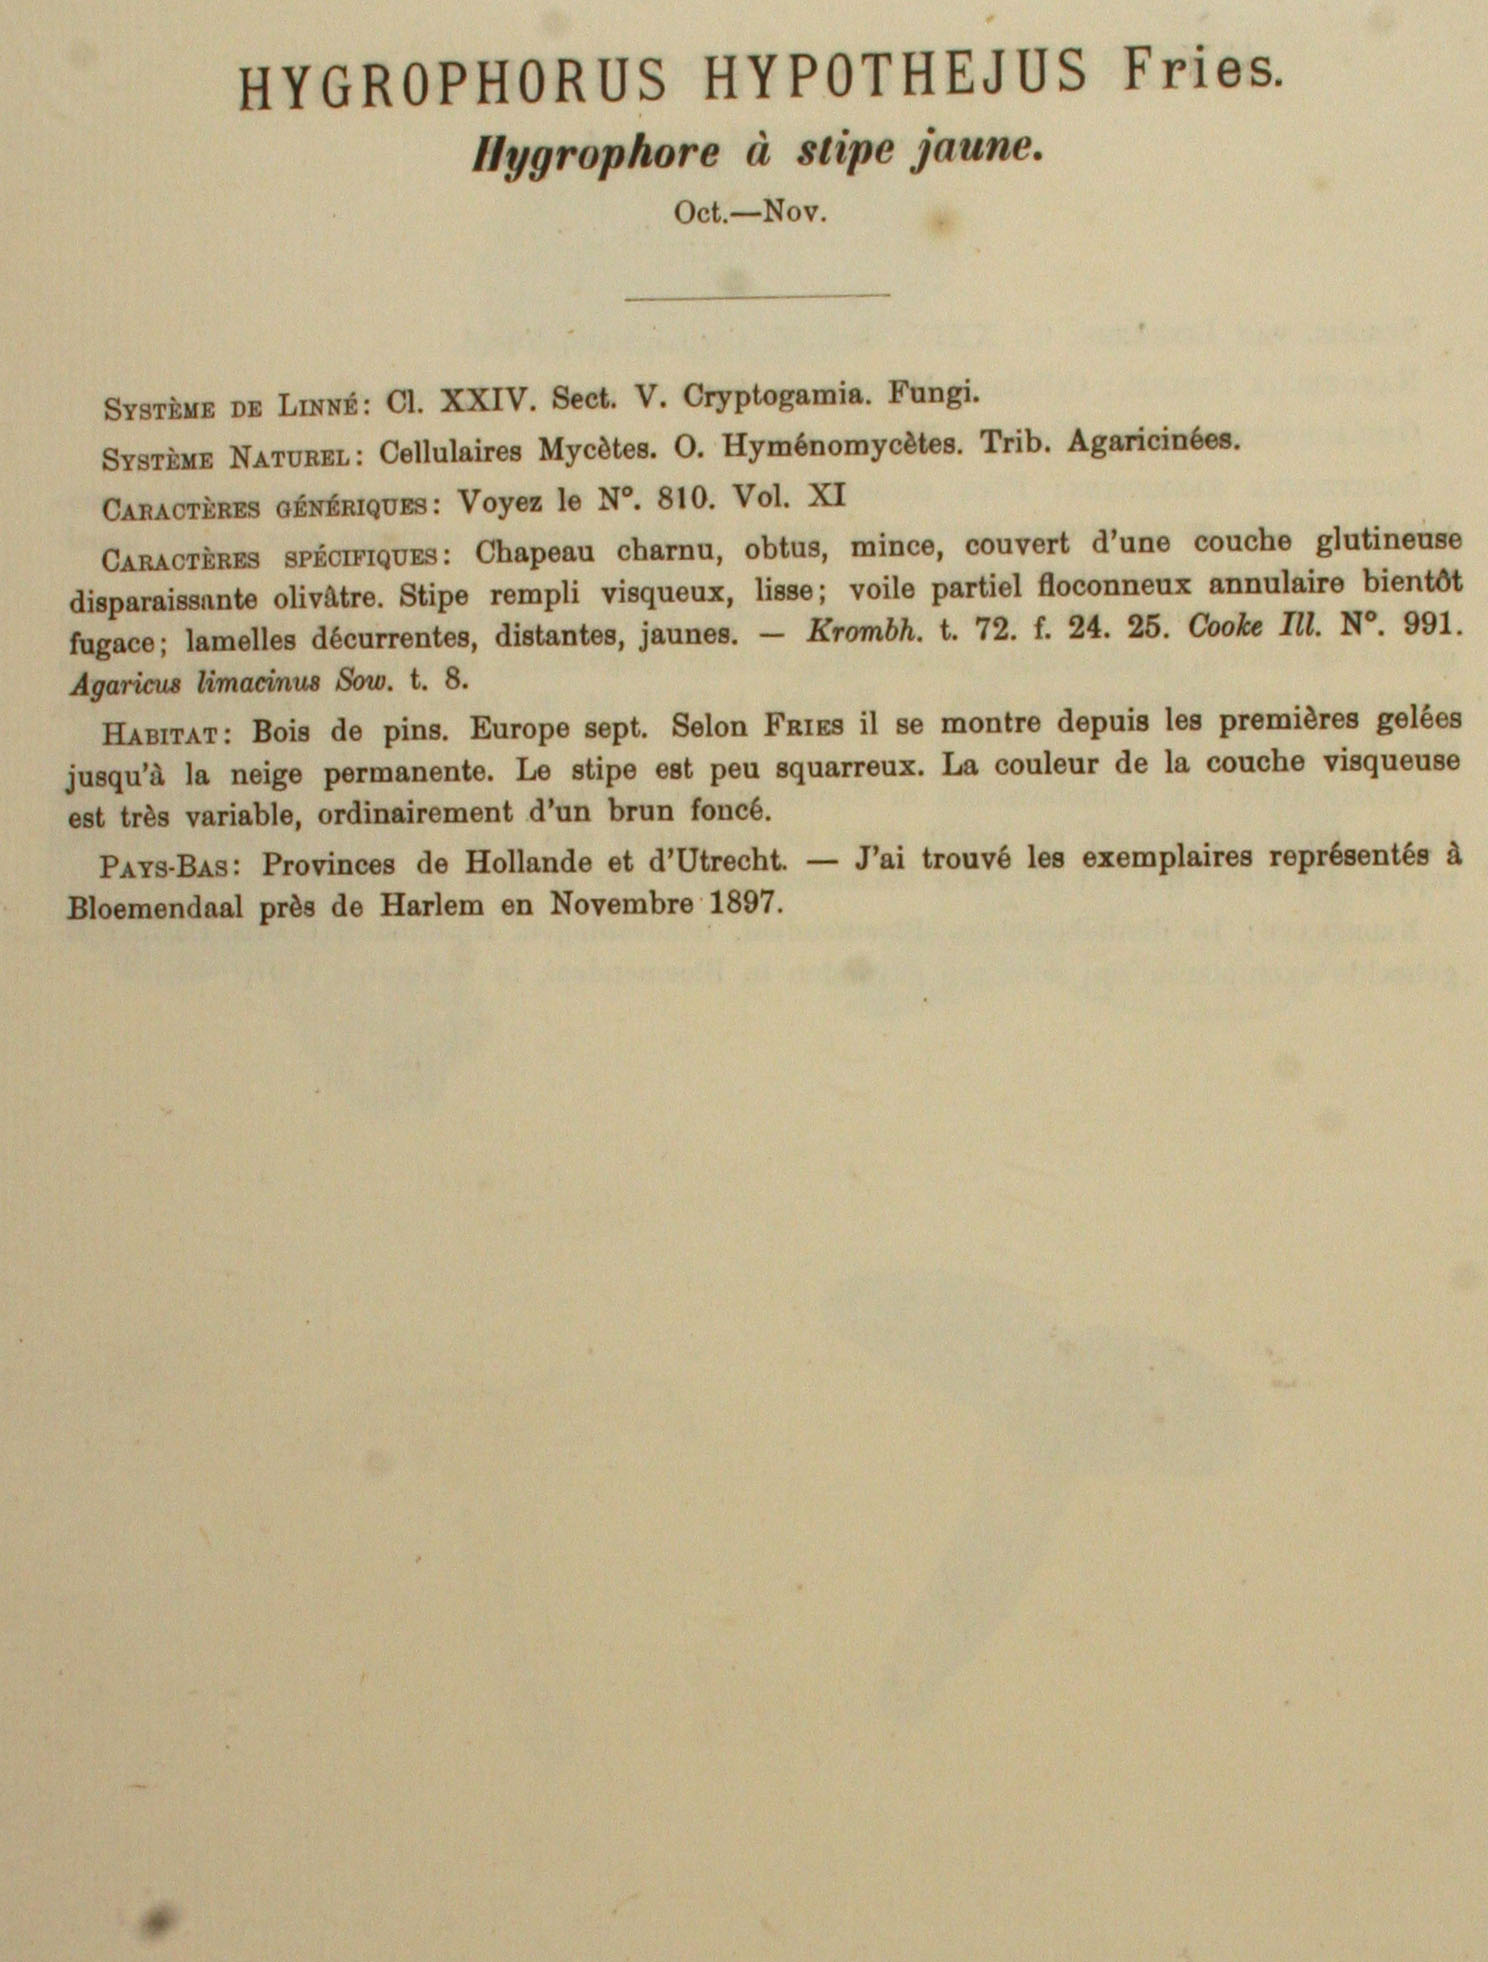 HYGROPHORUS HYPOTHEJUS Fries.
Hygrophore à stipe jaune.
Oct.—Nov.
Système de Linné: Cl. XXIV. Sect. V. Cryptogamia. Fungi.
Système Naturel: Cellulaires Mycètes. O. Hyménomycètes. Trib. Agaricinées.
Caractères génériques: Voyez le N°. 810. Vol. XI
Caractères spécifiques: Chapeau charnu, obtus, mince, couvert d'une couche glutineuse
disparaissante olivâtre. Stipe rempli visqueux, lisse; voile partiel floconneux annulaire bientôt
fugace; lamelles décurrentes, distantes, jaunes. — Krombh. t. 72. f. 24. 25. Cooke Ill. N°. 991.
Agaricus limacinus Sow. t. 8.
Habitat: Bois de pins. Europe sept. Selon Fries il se montre depuis les premières gelées
jusqu'à la neige permanente. Le stipe est peu squarreux. La couleur de la couche visqueuse
est très variable, ordinairement d'un brun foncé.
Pays-Bas: Provinces de Hollande et d'Utrecht. — J'ai trouvé les exemplaires représentés à
Bloemendaal près de Harlem en Novembre 1897.